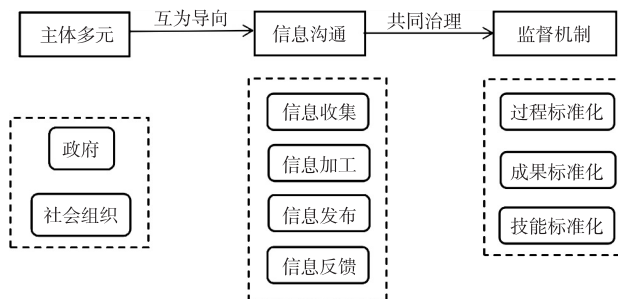 主体多元
互为导向
信息沟通
共同治理
监督机制
政府
社会组织
信息收集
信息加工
信息发布
信息反馈
过程标准化
成果标准化
技能标准化